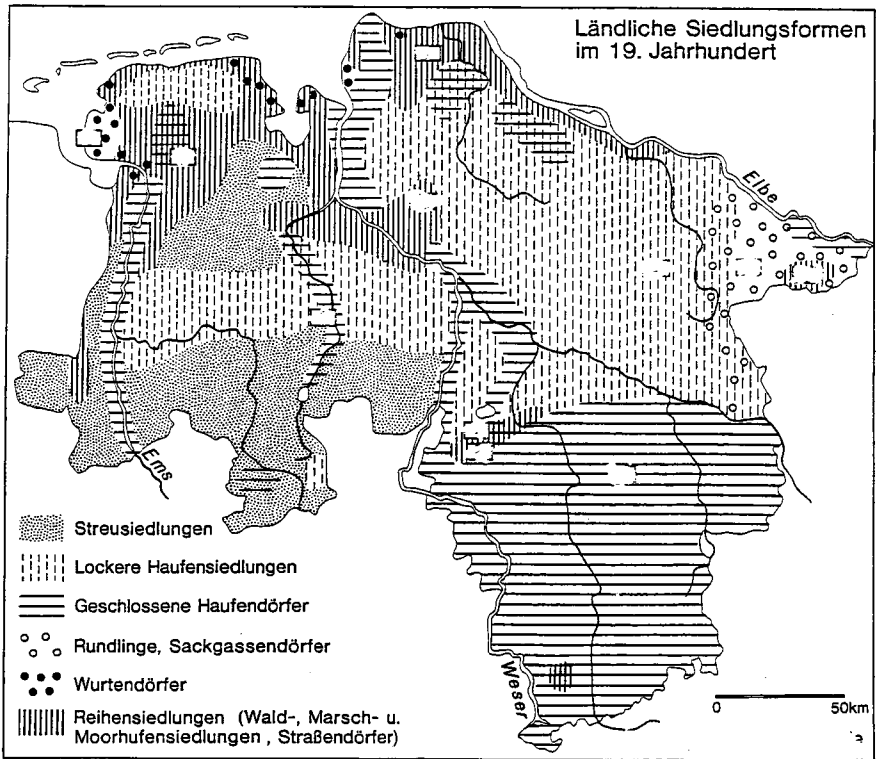 Ländliche Siedlungsformen
im 19. Jahrhundert
Elbe
Ems
Weser
Streusiedlungen
Lockere Haufensiedlungen
Geschlossene Haufendörfer
Rundlinge, Sackgassendörfer
Wurtendörfer
Reihensiedlungen (Wald-, Marsch- u.
Moorhufensiedlungen , Straßendörfer)
0 50km